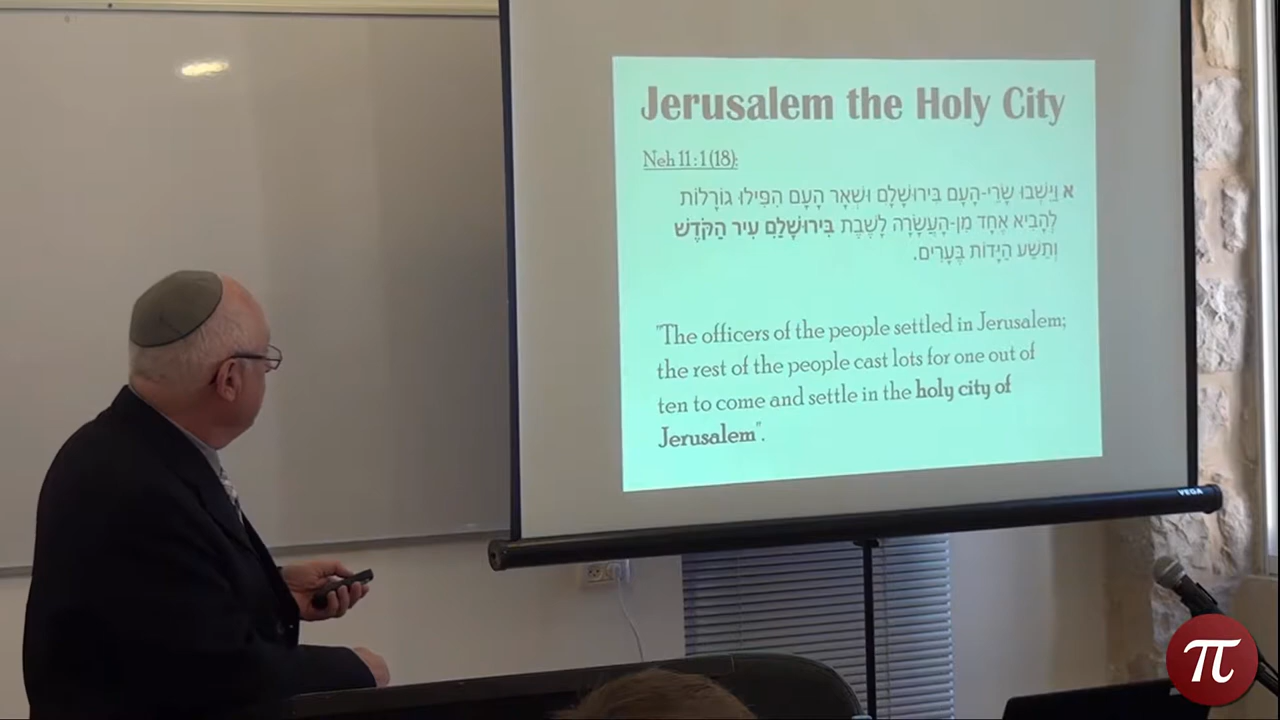 Jerusalem the Holy City
Neh 11:1(18):
א וַיֵּשְׁבוּ שָׂרֵי-הָעָם בִּירוּשָׁלִָם וּשְׁאָר הָעָם הִפִּילוּ גוֹרָלוֹת
לְהָבִיא אֶחָד מִן-הָעֲשָׂרָה לָשֶׁבֶת בִּירוּשָׁלִַם עִיר הַקֹּדֶשׁ
וְתֵשַׁע הַיָּדוֹת בֶּעָרִים.
"The officers of the people settled in Jerusalem;
the rest of the people cast lots for one out of
ten to come and settle in the holy city of
Jerusalem".
VEGA
π